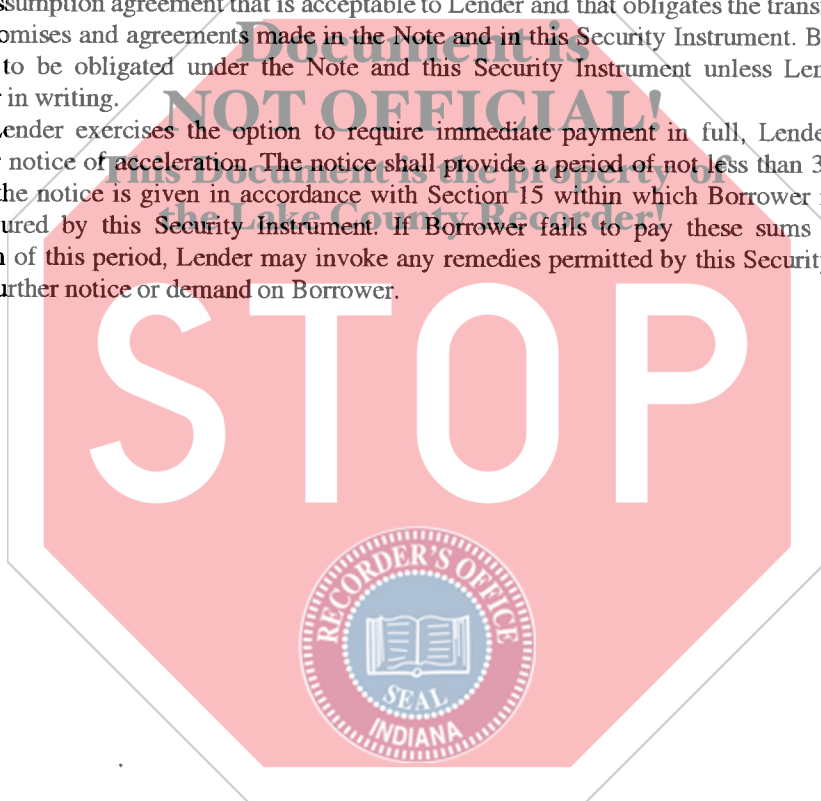 ssumption agreement that is acceptable to Lender and that obligates the transf
omises and agreements made in the Note and in this Security Instrument. B
to be obligated under the Note and this Security Instrument unless Len
in writing.
ender exercises the option to require immediate payment in full, Lende
notice of acceleration. The notice shall provide a period of not less than 3
he notice is given in accordance with Section 15 within which Borrower
ured by this Security Instrument. If Borrower fails to pay these sums
n of this period, Lender may invoke any remedies permitted by this Security
urther notice or demand on Borrower.
Document is
NOT OFFICIAL!
This Document is the property of
the Lake County Recorder!
STOP
RECORDER'S OFFICE
SEAL
INDIANA